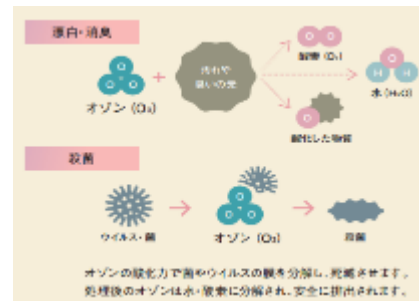 漂白・消臭
オゾン (O₃)
+
汚れや
臭いの元
酸素 (O₂)
水 (H₂O)
酸化した物質
殺菌
ウイルス・菌
オゾン (O₃)
殺菌
オゾンの酸化力で菌やウイルスの膜を分解し、死滅させます。
処理後のオゾンは水・酸素に分解され、安全に排出されます。